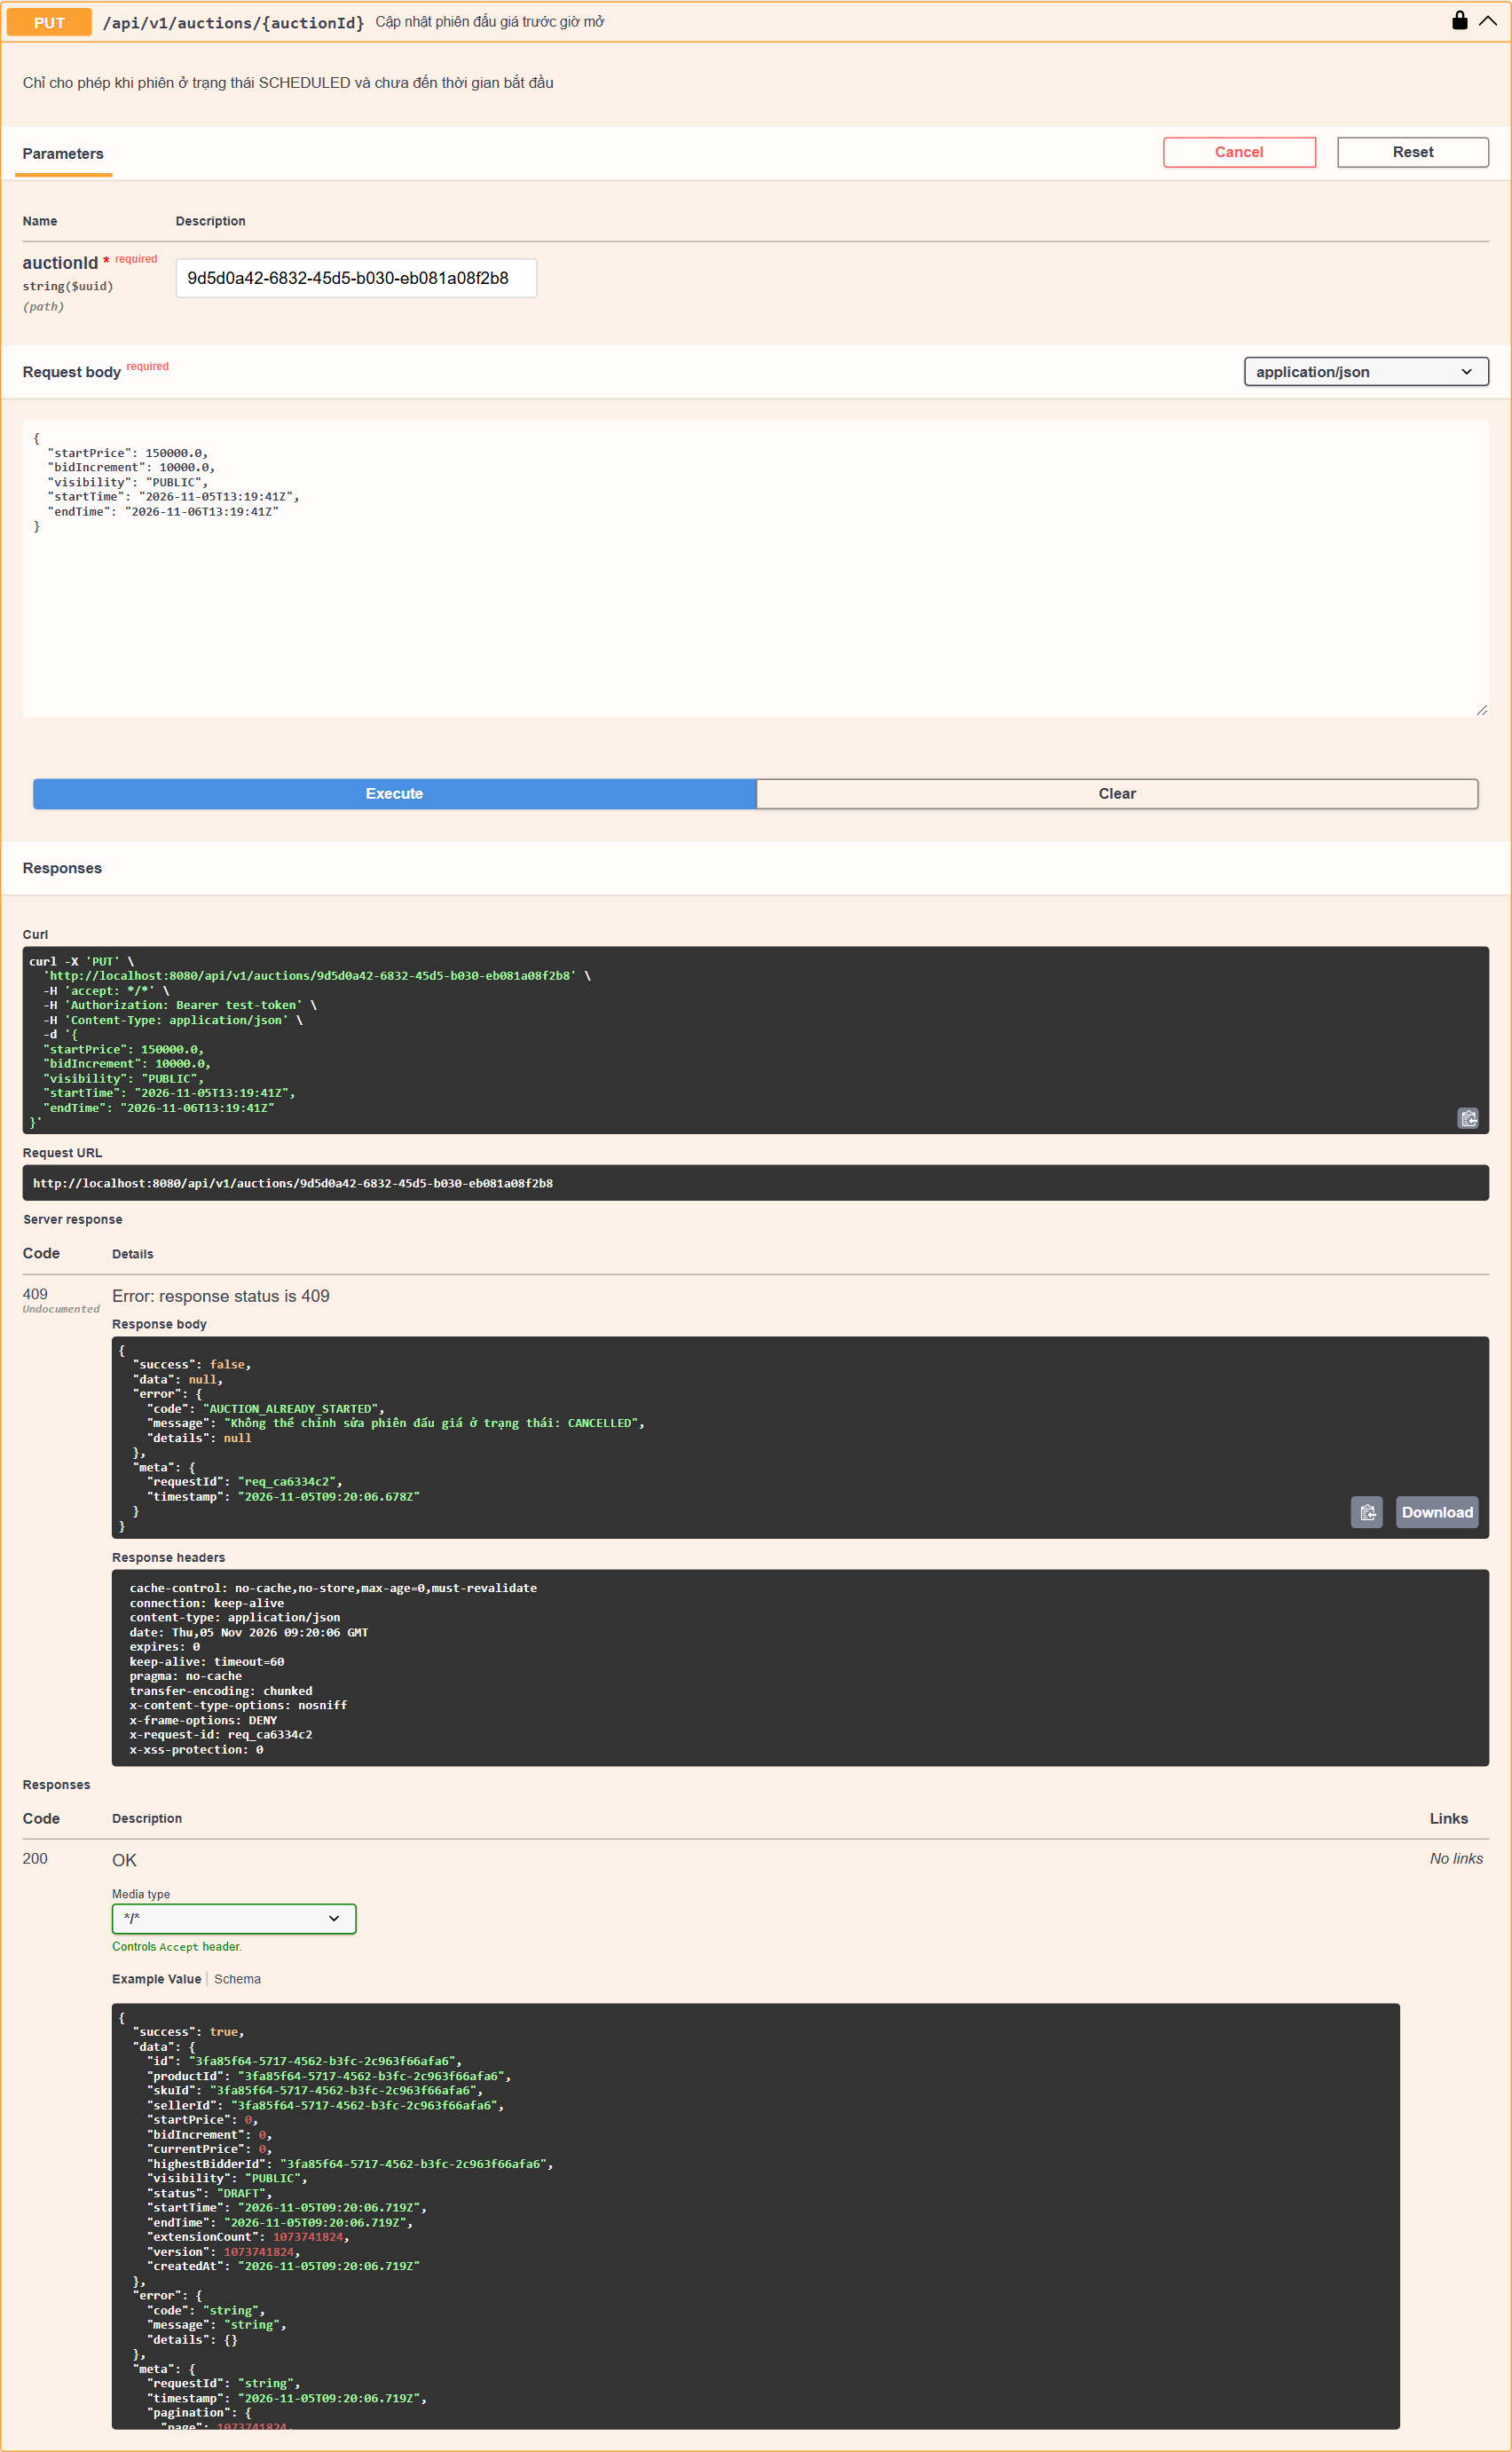 PUT /api/v1/auctions/{auctionId} Cập nhật phiên đấu giá trước giờ mở
Chỉ cho phép khi phiên ở trạng thái SCHEDULED và chưa đến thời gian bắt đầu
Parameters
Cancel
Reset
Name Description
auctionId * required
string($uuid)
(path)
9d5d0a42-6832-45d5-b030-eb081a08f2b8
Request body required
application/json
{
  "startPrice": 150000.0,
  "bidIncrement": 10000.0,
  "visibility": "PUBLIC",
  "startTime": "2026-11-05T13:19:41Z",
  "endTime": "2026-11-06T13:19:41Z"
}
Execute
Clear
Responses
Curl
curl -X 'PUT' \
  'http://localhost:8080/api/v1/auctions/9d5d0a42-6832-45d5-b030-eb081a08f2b8' \
  -H 'accept: */*' \
  -H 'Authorization: Bearer test-token' \
  -H 'Content-Type: application/json' \
  -d '{
  "startPrice": 150000.0,
  "bidIncrement": 10000.0,
  "visibility": "PUBLIC",
  "startTime": "2026-11-05T13:19:41Z",
  "endTime": "2026-11-06T13:19:41Z"
}'
Request URL
http://localhost:8080/api/v1/auctions/9d5d0a42-6832-45d5-b030-eb081a08f2b8
Server response
Code Details
409
Undocumented
Error: response status is 409
Response body
{
  "success": false,
  "data": null,
  "error": {
    "code": "AUCTION_ALREADY_STARTED",
    "message": "Không thể chỉnh sửa phiên đấu giá ở trạng thái: CANCELLED",
    "details": null
  },
  "meta": {
    "requestId": "req_ca6334c2",
    "timestamp": "2026-11-05T09:20:06.678Z"
  }
}
Download
Response headers
cache-control: no-cache,no-store,max-age=0,must-revalidate
connection: keep-alive
content-type: application/json
date: Thu,05 Nov 2026 09:20:06 GMT
expires: 0
keep-alive: timeout=60
pragma: no-cache
transfer-encoding: chunked
x-content-type-options: nosniff
x-frame-options: DENY
x-request-id: req_ca6334c2
x-xss-protection: 0
Responses
Code Description Links
200 OK No links
Media type
*/*
Controls Accept header.
Example Value Schema
{
  "success": true,
  "data": {
    "id": "3fa85f64-5717-4562-b3fc-2c963f66afa6",
    "productId": "3fa85f64-5717-4562-b3fc-2c963f66afa6",
    "skuId": "3fa85f64-5717-4562-b3fc-2c963f66afa6",
    "sellerId": "3fa85f64-5717-4562-b3fc-2c963f66afa6",
    "startPrice": 0,
    "bidIncrement": 0,
    "currentPrice": 0,
    "highestBidderId": "3fa85f64-5717-4562-b3fc-2c963f66afa6",
    "visibility": "PUBLIC",
    "status": "DRAFT",
    "startTime": "2026-11-05T09:20:06.719Z",
    "endTime": "2026-11-05T09:20:06.719Z",
    "extensionCount": 1073741824,
    "version": 1073741824,
    "createdAt": "2026-11-05T09:20:06.719Z"
  },
  "error": {
    "code": "string",
    "message": "string",
    "details": {}
  },
  "meta": {
    "requestId": "string",
    "timestamp": "2026-11-05T09:20:06.719Z",
    "pagination": {
      "page": 1073741824,